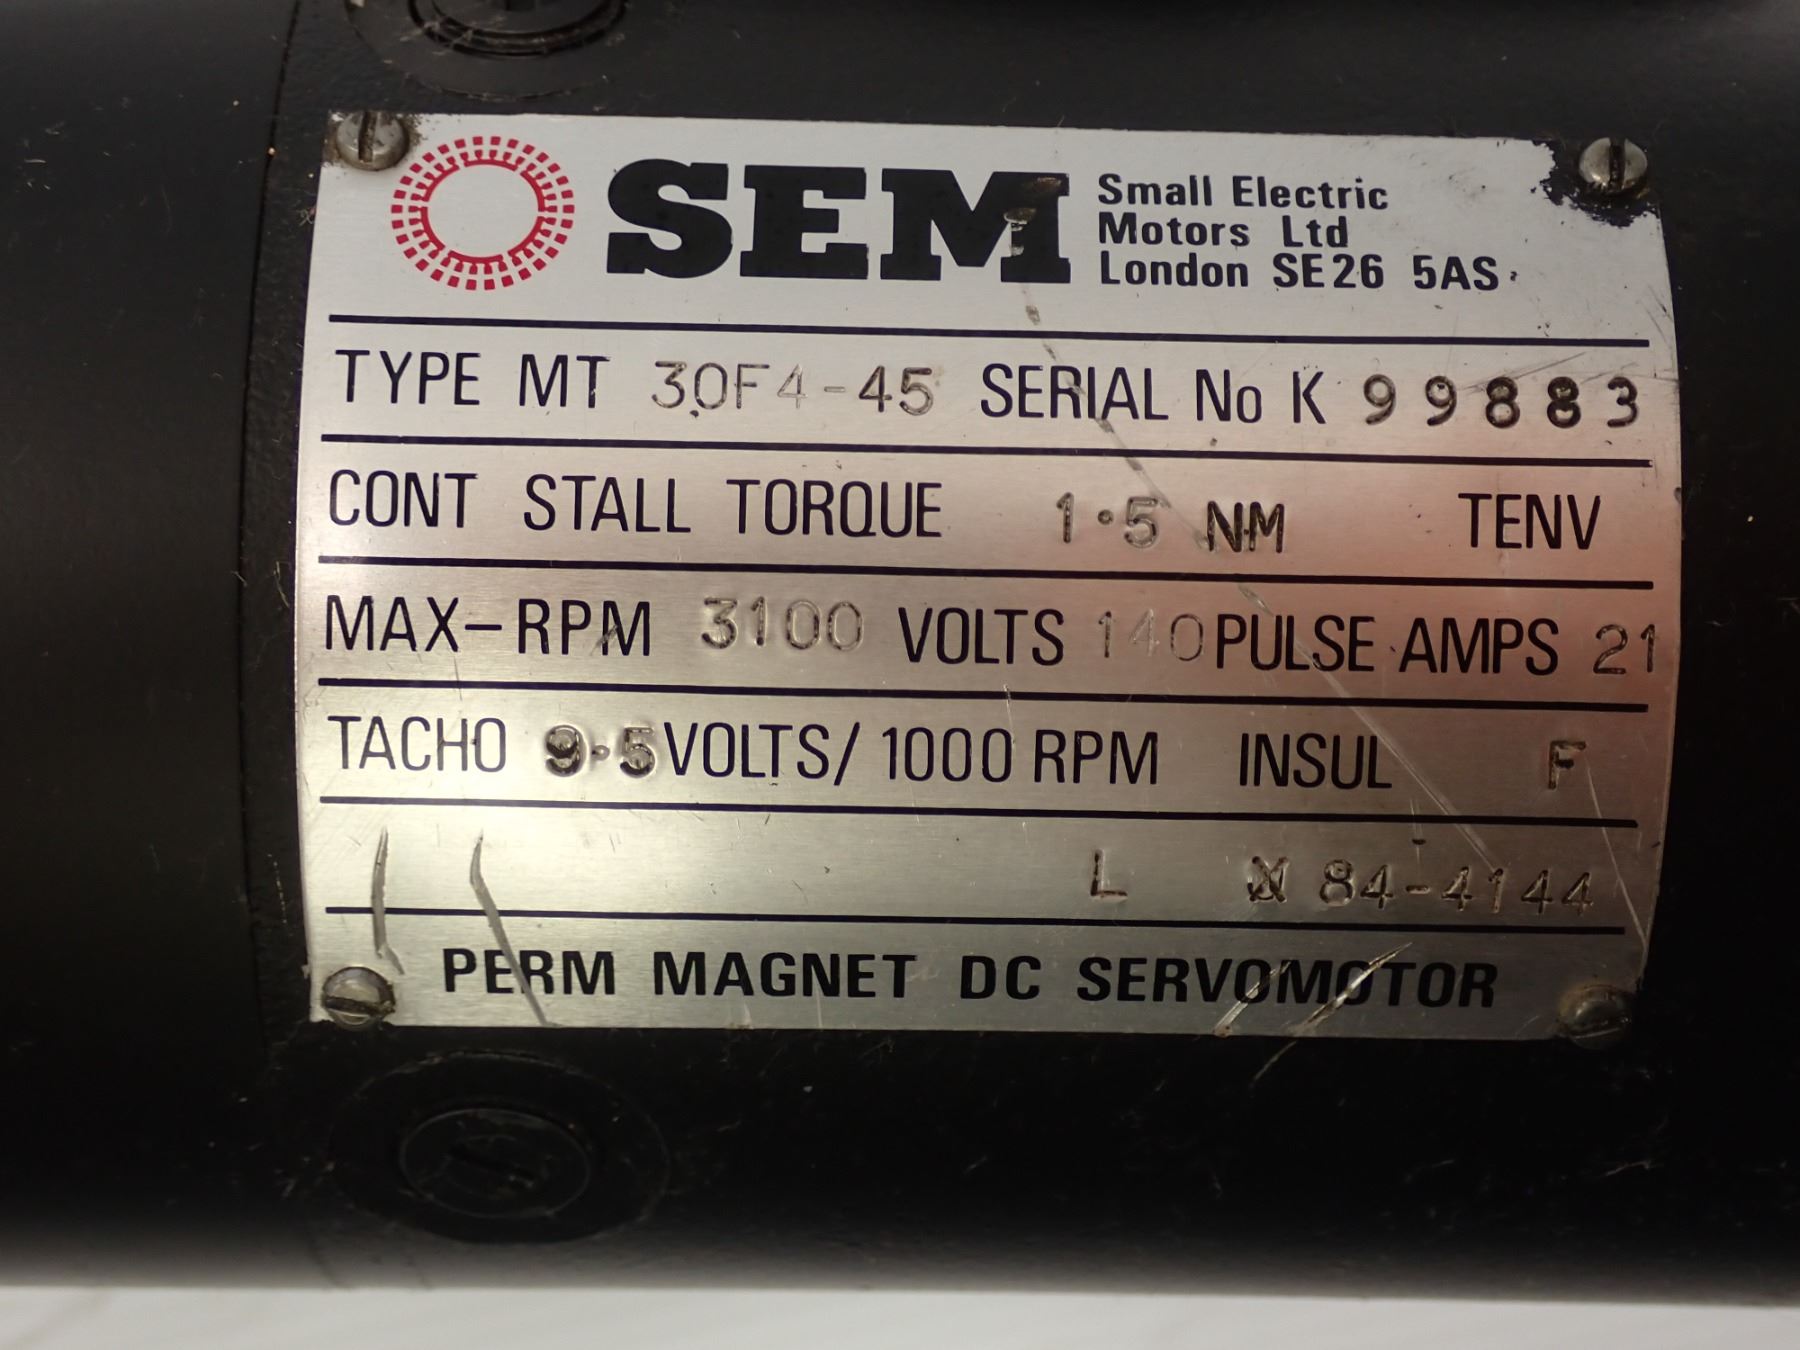 SEM
Small Electric
Motors Ltd
London SE26 5AS
TYPE MT 30F4-45 SERIAL No K 99883
CONT STALL TORQUE 1·5 NM TENV
MAX-RPM 3100 VOLTS 140 PULSE AMPS 21
TACHO 9·5 VOLTS/1000 RPM INSUL F
L 84-4144
PERM MAGNET DC SERVOMOTOR